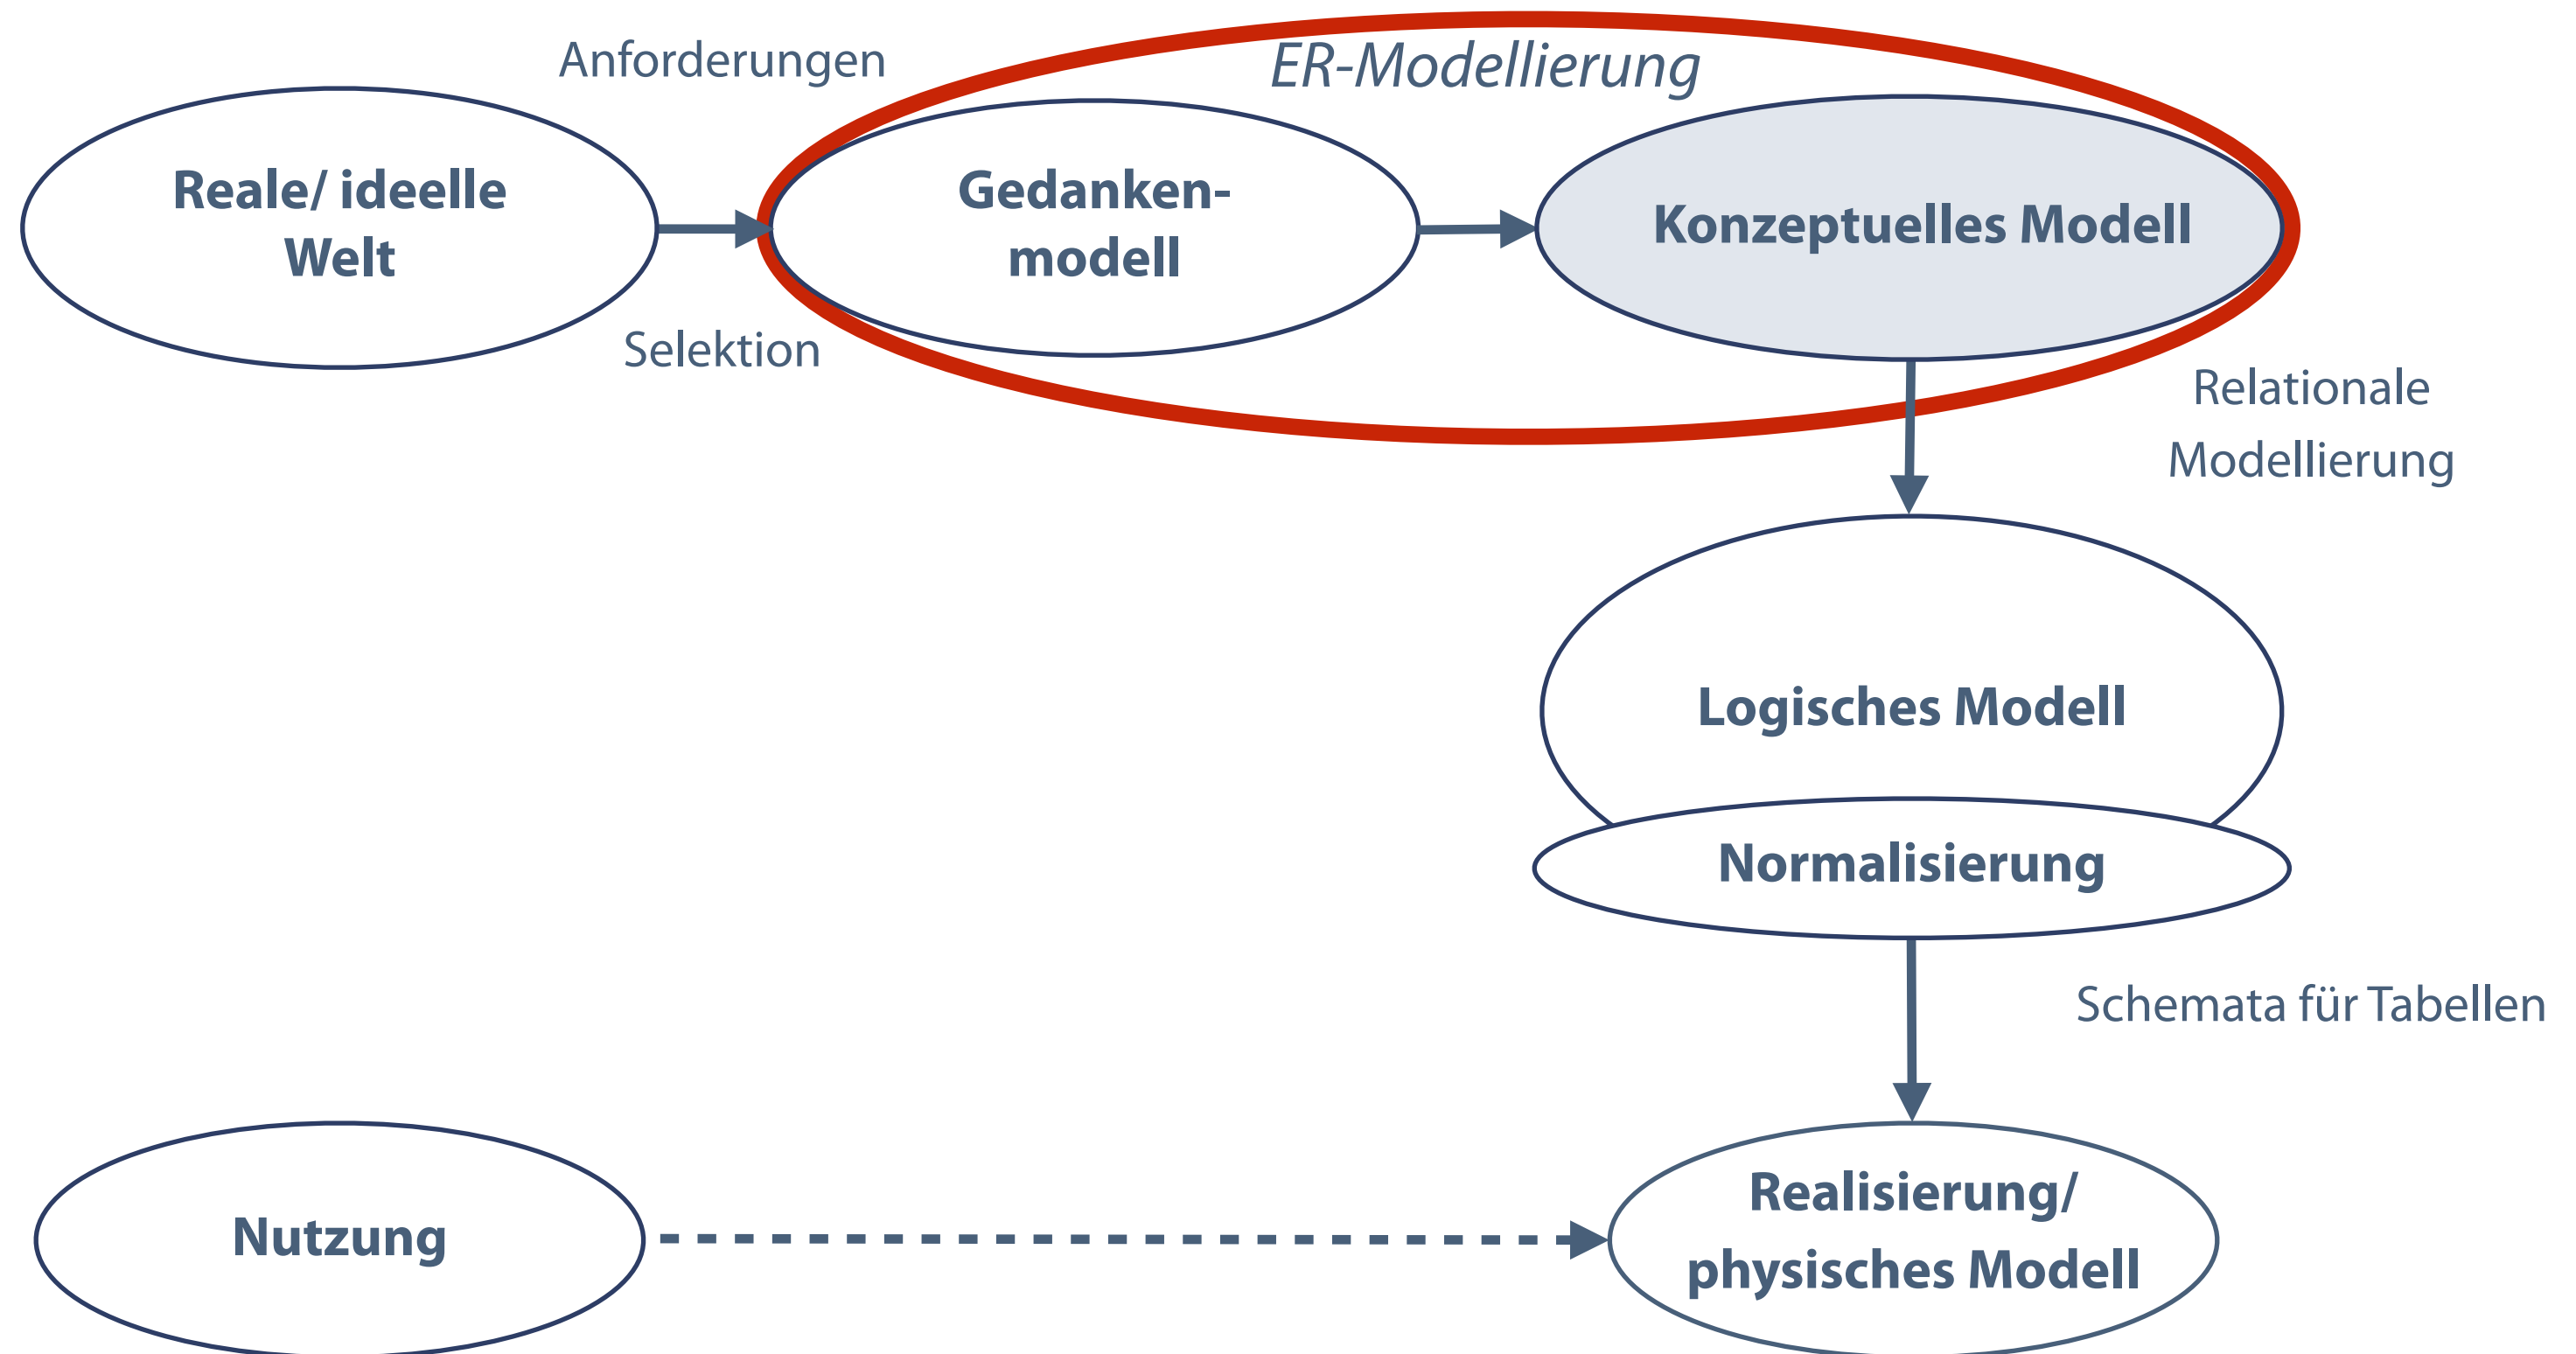 Anforderungen
ER-Modellierung
Reale/ ideelle
Welt
Gedanken-
modell
Konzeptuelles Modell
Selektion
Relationale
Modellierung
Logisches Modell
Normalisierung
Schemata für Tabellen
Nutzung
Realisierung/
physisches Modell